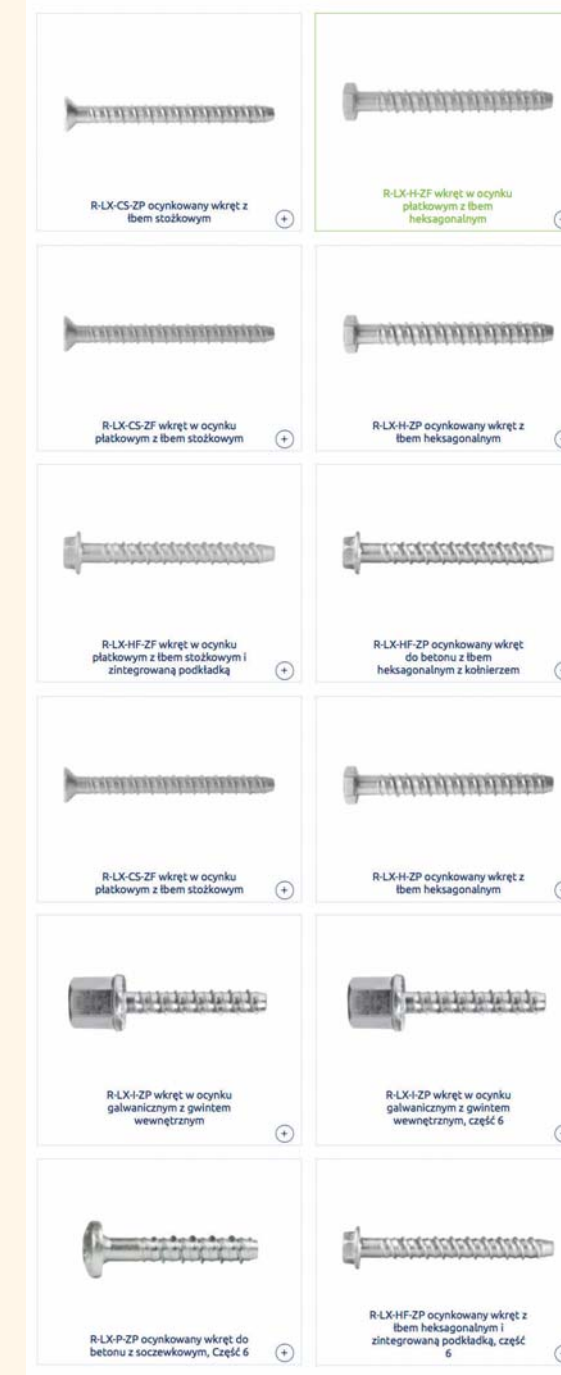 R-LX-CS-ZP ocynkowany wkręt z
łbem stożkowym
R-LX-H-ZF wkręt w ocynku
płatkowym z łbem
heksagonalnym
R-LX-CS-ZF wkręt w ocynku
płatkowym z łbem stożkowym
R-LX-H-ZP ocynkowany wkręt z
łbem heksagonalnym
R-LX-HF-ZF wkręt w ocynku
płatkowym z łbem stożkowym i
zintegrowaną podkładką
R-LX-HF-ZP ocynkowany wkręt
do betonu z łbem
heksagonalnym z kołnierzem
R-LX-CS-ZF wkręt w ocynku
płatkowym z łbem stożkowym
R-LX-H-ZP ocynkowany wkręt z
łbem heksagonalnym
R-LX-I-ZP wkręt w ocynku
galwanicznym z gwintem
wewnętrznym
R-LX-I-ZP wkręt w ocynku
galwanicznym z gwintem
wewnętrznym, część 6
R-LX-P-ZP ocynkowany wkręt do
betonu z soczewkowym, Część 6
R-LX-HF-ZP ocynkowany wkręt z
łbem heksagonalnym i
zintegrowaną podkładką, część
6